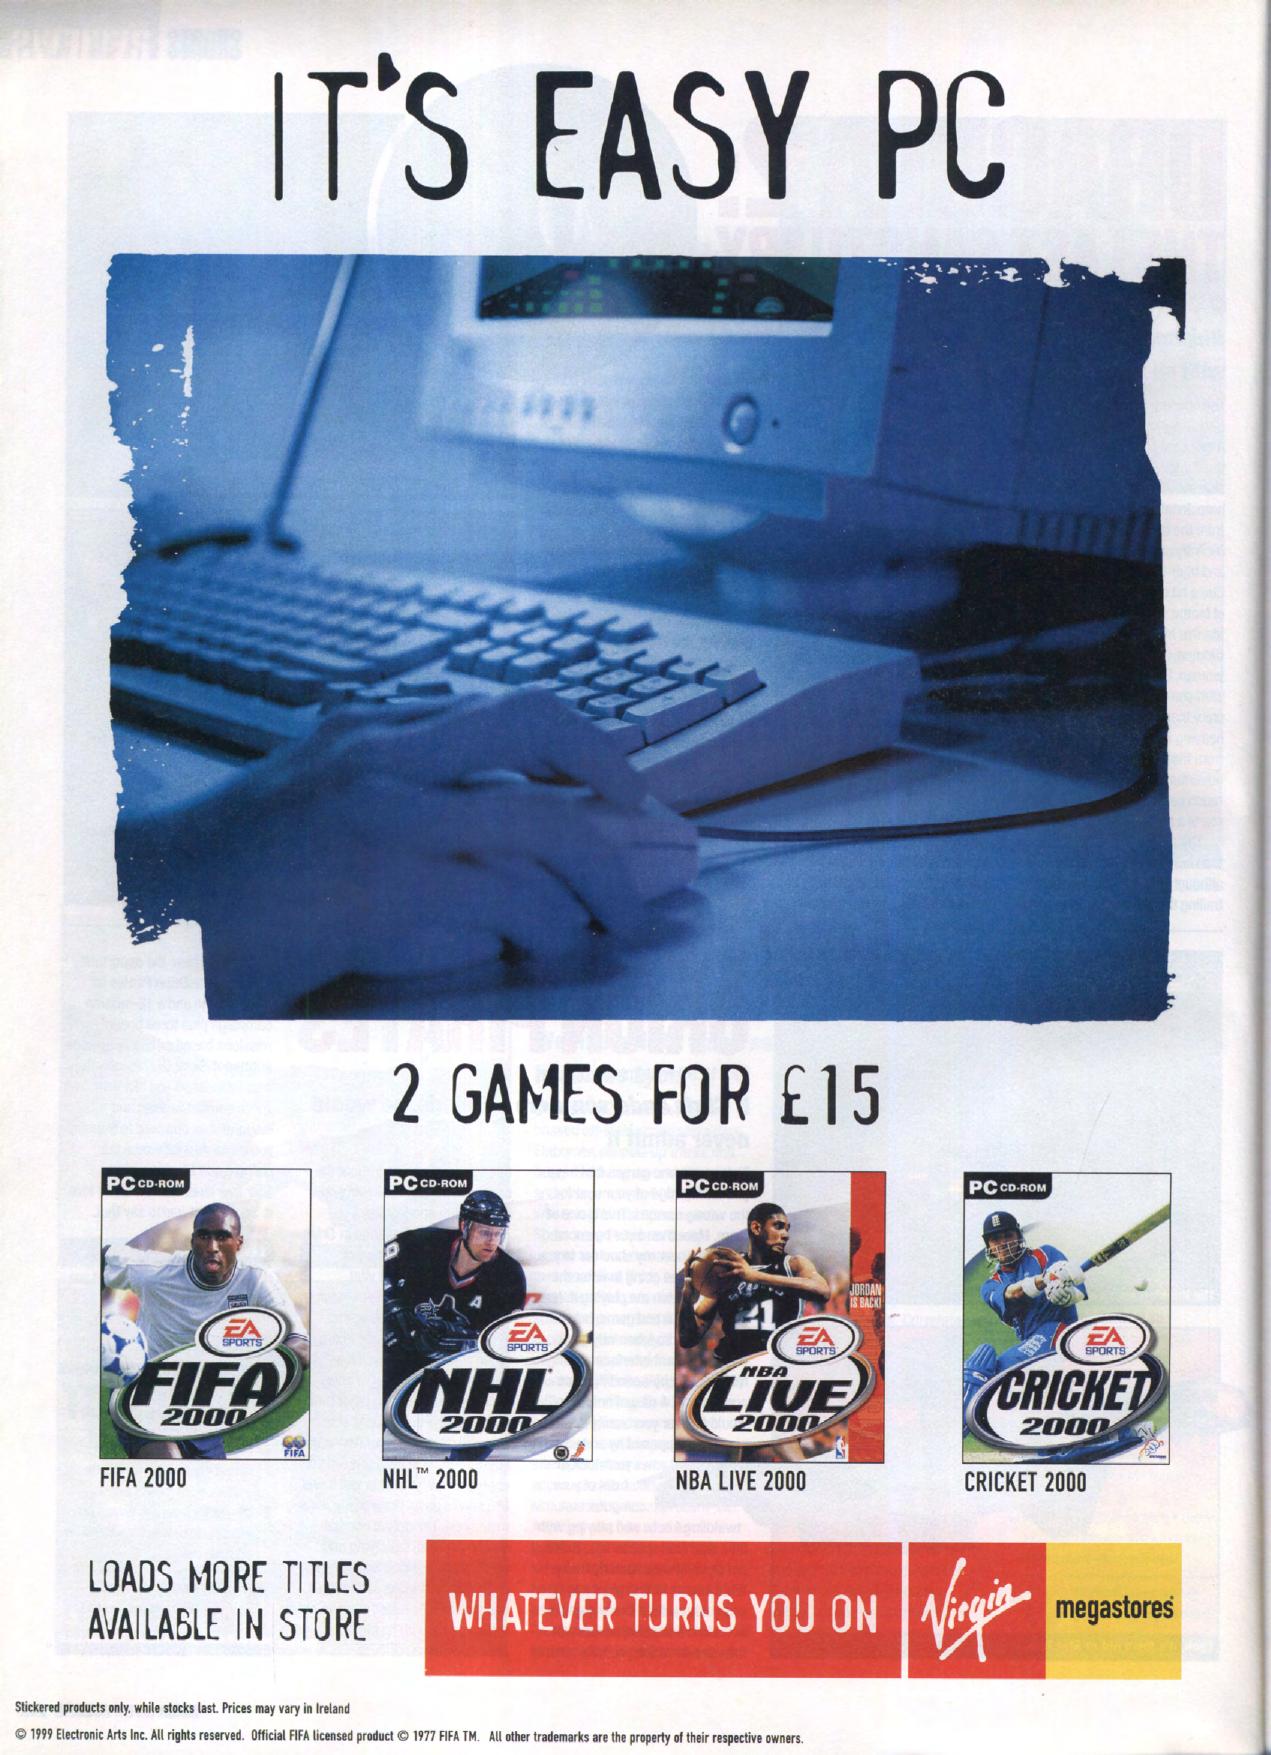 IT'S EASY PC
2 GAMES FOR £15
PC CD-ROM
EA
SPORTS
FIFA
2000
FIFA
FIFA 2000
PC CD-ROM
A
EA
SPORTS
NHL
2000
NHL™ 2000
PC CD-ROM
JORDAN
IS BACK!
21
EA
SPORTS
NBA
LIVE
2000
NBA LIVE 2000
PC CD-ROM
EA
SPORTS
CRICKET
2000
CRICKET 2000
LOADS MORE TITLES
AVAILABLE IN STORE
WHATEVER TURNS YOU ON
Virgin
megastores
Stickered products only, while stocks last. Prices may vary in Ireland
© 1999 Electronic Arts Inc. All rights reserved. Official FIFA licensed product © 1977 FIFA TM. All other trademarks are the property of their respective owners.